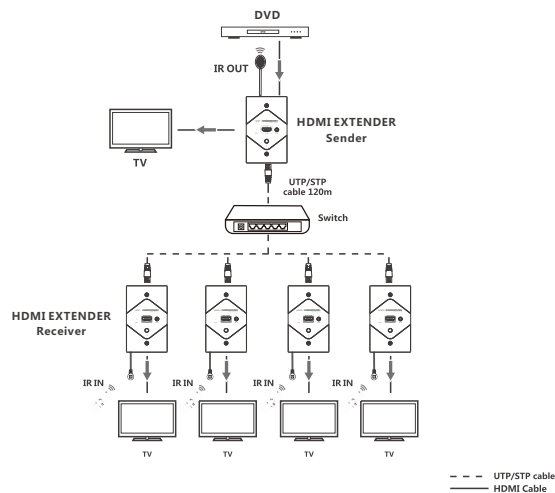 DVD
IR OUT
HDMI EXTENDER
Sender
TV
UTP/STP
cable 120m
Switch
HDMI EXTENDER
Receiver
IR IN
IR IN
IR IN
IR IN
TV
TV
TV
TV
UTP/STP cable
HDMI Cable